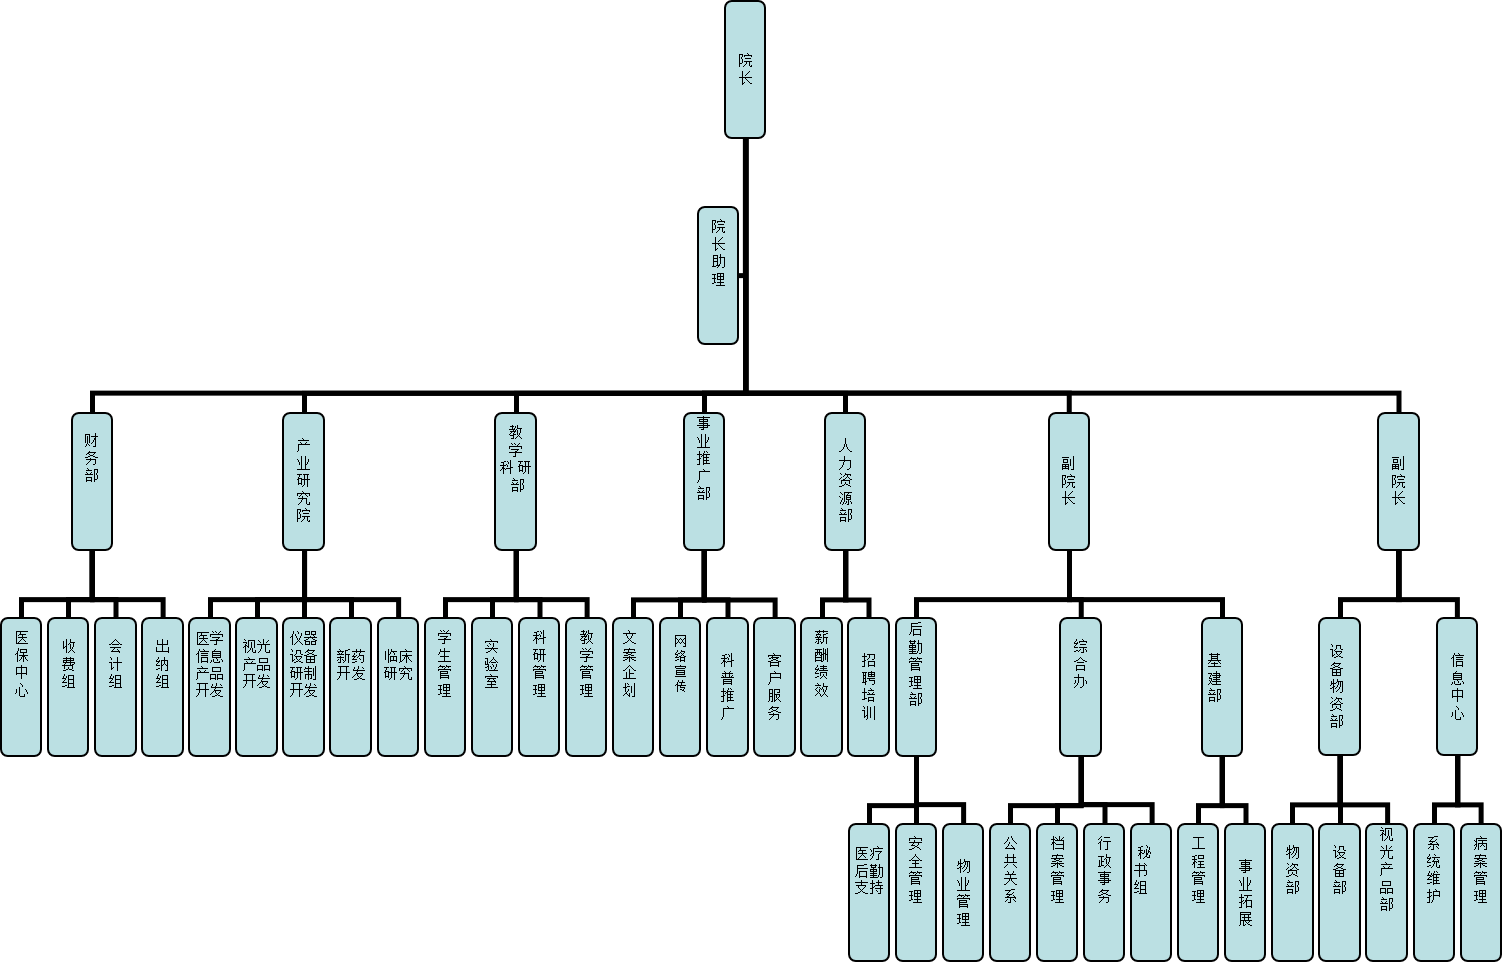 院
长
院
长
助
理
财
务
部
产
业
研
究
院
教
学
科 研
部
事
业
推
广
部
人
力
资
源
部
副
院
长
副
院
长
医
保
中
心
收
费
组
会
计
组
出
纳
组
医学
信息
产品
开发
视光
产品
开发
仪器
设备
研制
开发
新药
开发
临床
研究
学
生
管
理
实
验
室
科
研
管
理
教
学
管
理
文
案
企
划
网
络
宣
传
科
普
推
广
客
户
服
务
薪
酬
绩
效
招
聘
培
训
后
勤
管
理
部
综
合
办
基
建
部
设
备
物
资
部
信
息
中
心
医疗
后勤
支持
安
全
管
理
物
业
管
理
公
共
关
系
档
案
管
理
行
政
事
务
秘
书
组
工
程
管
理
事
业
拓
展
物
资
部
设
备
部
视
光
产
品
部
系
统
维
护
病
案
管
理